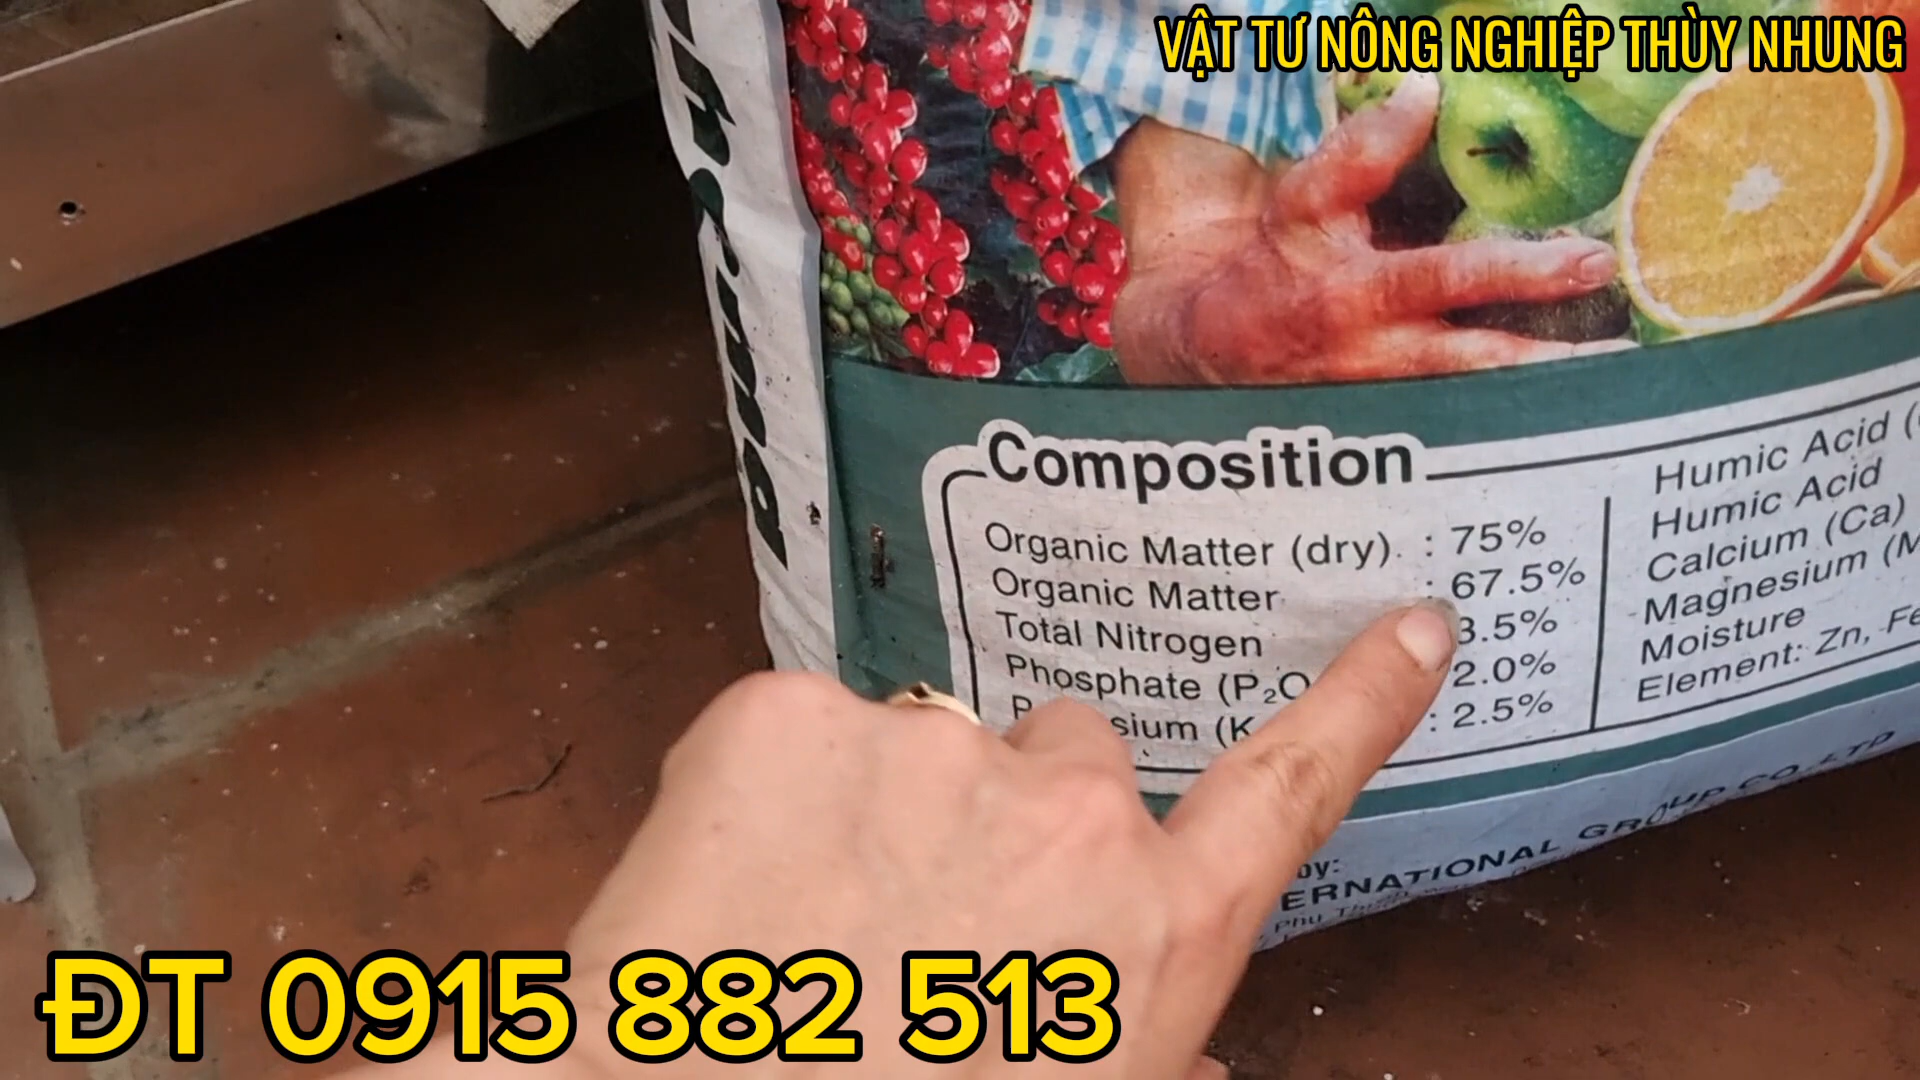 VẬT TƯ NÔNG NGHIỆP THÙY NHUNG
Composition
Organic Matter (dry) : 75%
Organic Matter : 67.5%
Total Nitrogen 3.5%
Phosphate (P₂O 2.0%
sium (K : 2.5%
Humic Acid (
Humic Acid
Calcium (Ca)
Magnesium (M
Moisture
Element: Zn, Fe
by:
ERNATIONAL GROUP CO.,LTD
ĐT 0915 882 513